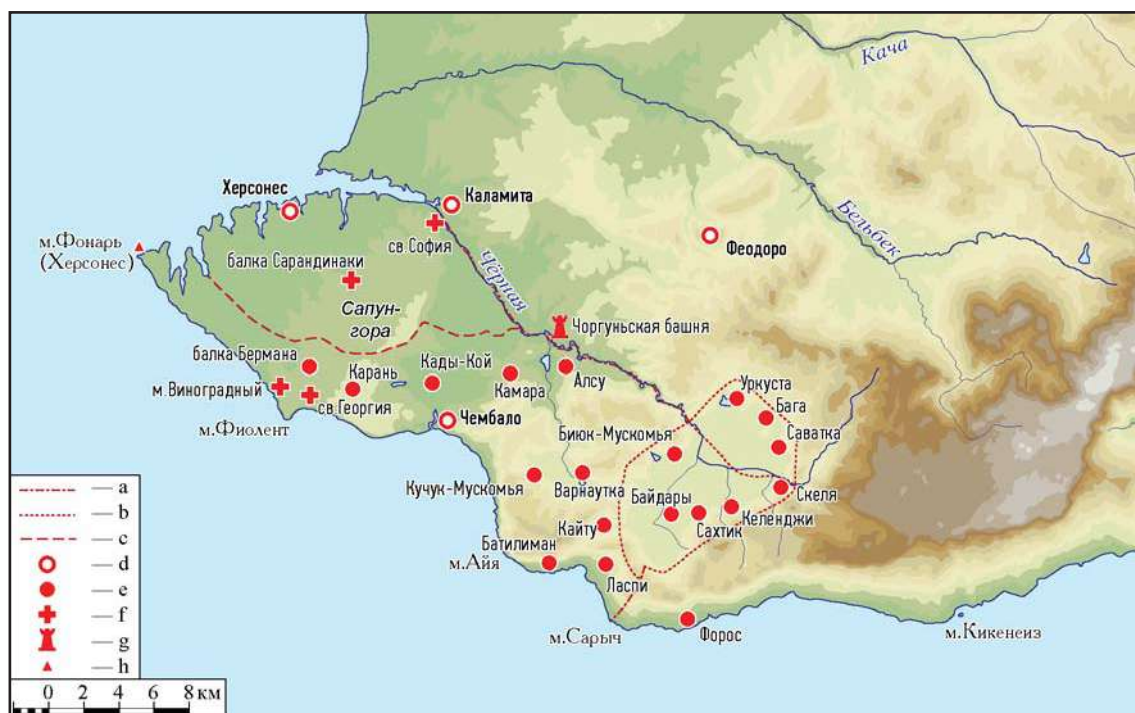 Кача
Херсонес
Каламита
Бельбек
м.Фонарь
(Херсонес)
св София
Феодоро
балка Сарандинаки
Чёрная
Сапун-
гора
Чоргуньская башня
балка Бермана
Карань
Кады-Кой
Камара
Алсу
Уркуста
м.Виноградный
св Георгия
Бага
м.Фиолент
Чембало
Биюк-Мускомья
Саватка
Кучук-Мускомья
Варнаутка
Байдары
Скеля
Кайту
Сахтик
Келенджи
Батилиман
м.Айя
Ласпи
м.Сарыч
Форос
м.Кикенеиз
a
b
c
d
e
f
g
h
0 2 4 6 8 км